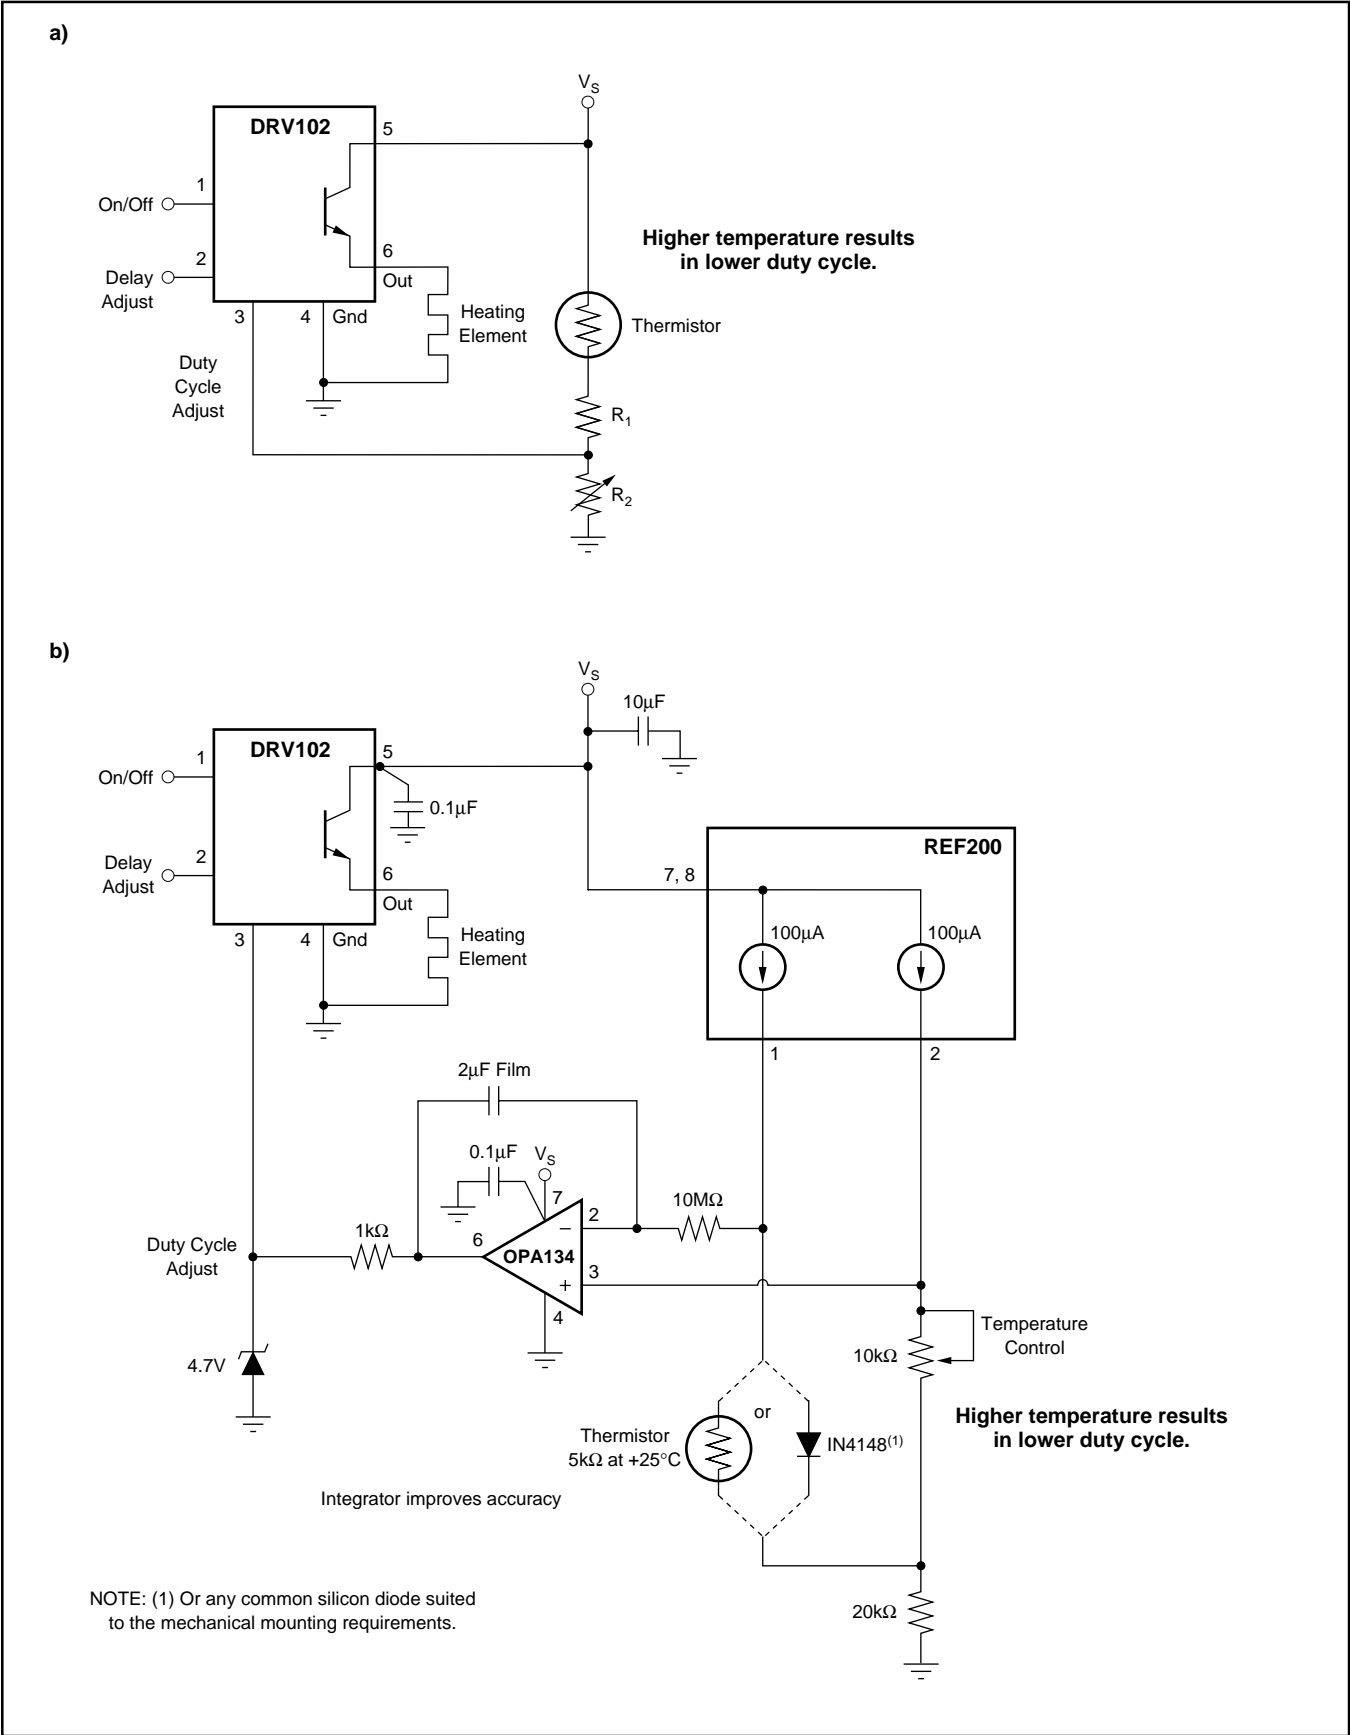 a)
V_S
DRV102
5
1
On/Off
2
Delay
Adjust
6
Out
3
4
Gnd
Duty
Cycle
Adjust
Heating
Element
Higher temperature results
in lower duty cycle.
Thermistor
R_1
R_2
b)
V_S
10µF
DRV102
5
1
On/Off
0.1µF
2
Delay
Adjust
6
Out
3
4
Gnd
Heating
Element
REF200
7, 8
100µA
100µA
1
2
2µF Film
0.1µF
V_S
7
2
10MΩ
–
OPA134
6
1kΩ
Duty Cycle
Adjust
3
+
4
4.7V
Temperature
Control
10kΩ
Higher temperature results
in lower duty cycle.
or
Thermistor
5kΩ at +25°C
IN4148(1)
Integrator improves accuracy
20kΩ
NOTE: (1) Or any common silicon diode suited
to the mechanical mounting requirements.